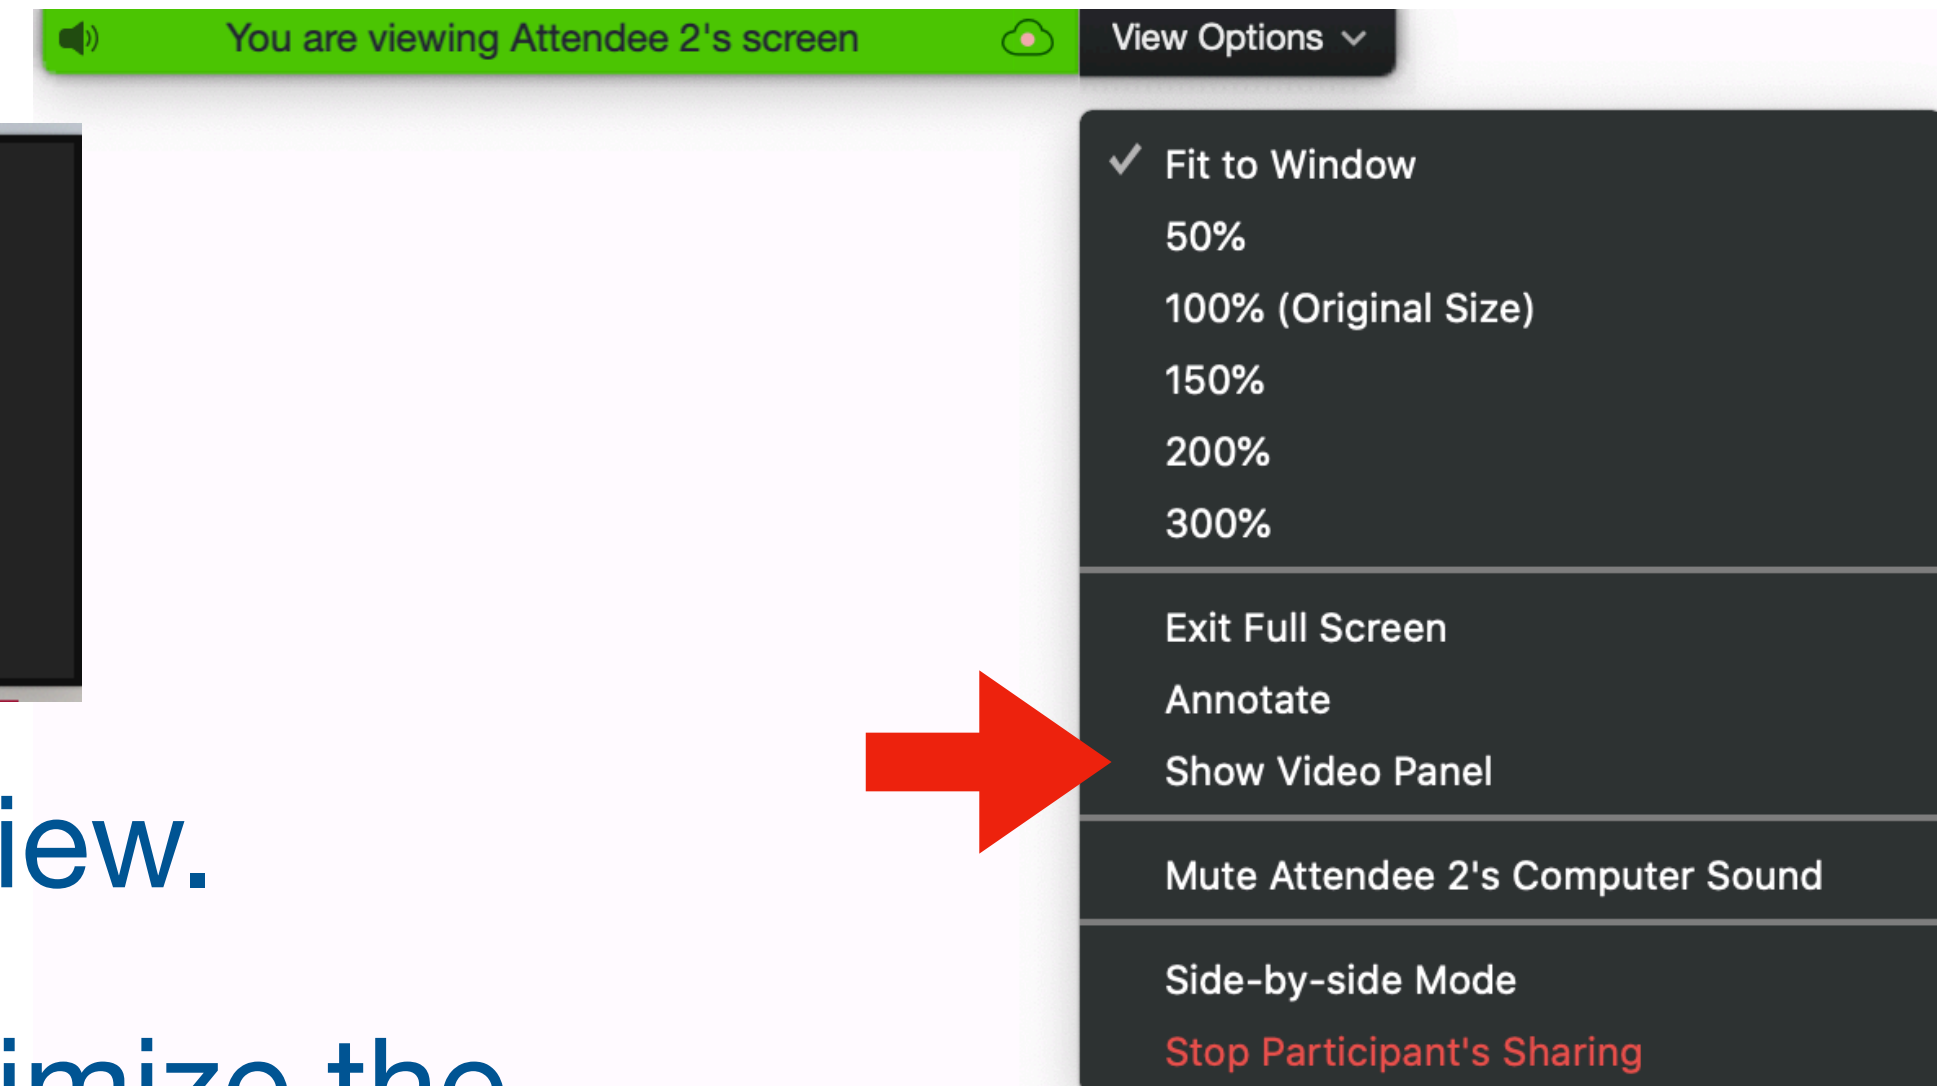 You are viewing Attendee 2's screen
View Options
Fit to Window
50%
100% (Original Size)
150%
200%
300%
Exit Full Screen
Annotate
Show Video Panel
Mute Attendee 2's Computer Sound
Side-by-side Mode
Stop Participant's Sharing
iew.
imize the